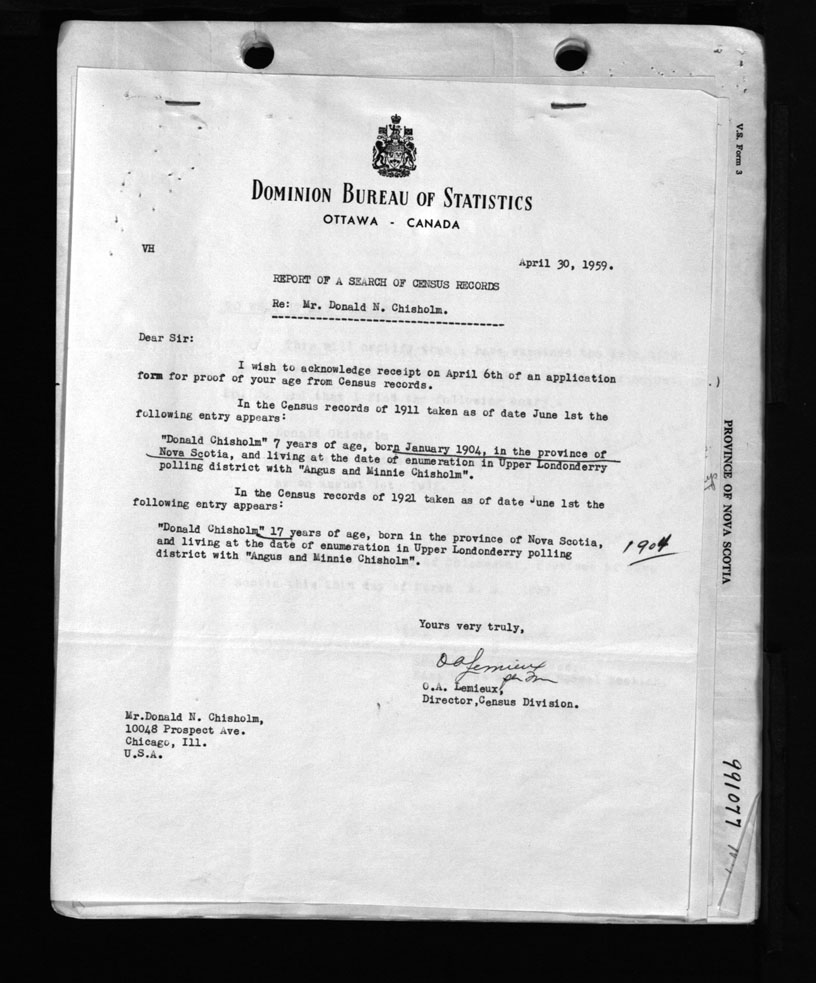 DOMINION BUREAU OF STATISTICS
OTTAWA - CANADA
VH
April 30, 1959.
REPORT OF A SEARCH OF CENSUS RECORDS
Re: Mr. Donald N. Chisholm.
Dear Sir:
I wish to acknowledge receipt on April 6th of an application
form for proof of your age from Census records.
In the Census records of 1911 taken as of date June 1st the
following entry appears:
"Donald Chisholm" 7 years of age, born January 1904, in the province of
Nova Scotia, and living at the date of enumeration in Upper Londonderry
polling district with "Angus and Minnie Chisholm".
In the Census records of 1921 taken as of date June 1st the
following entry appears:
"Donald Chisholm" 17 years of age, born in the province of Nova Scotia,
and living at the date of enumeration in Upper Londonderry polling
district with "Angus and Minnie Chisholm".
1904
Yours very truly,
O A Lemieux
O.A. Lemieux,
Director,Census Division.
Mr.Donald N. Chisholm,
10048 Prospect Ave.
Chicago, Ill.
U.S.A.
V.S. Form 3
PROVINCE OF NOVA SCOTIA
991077